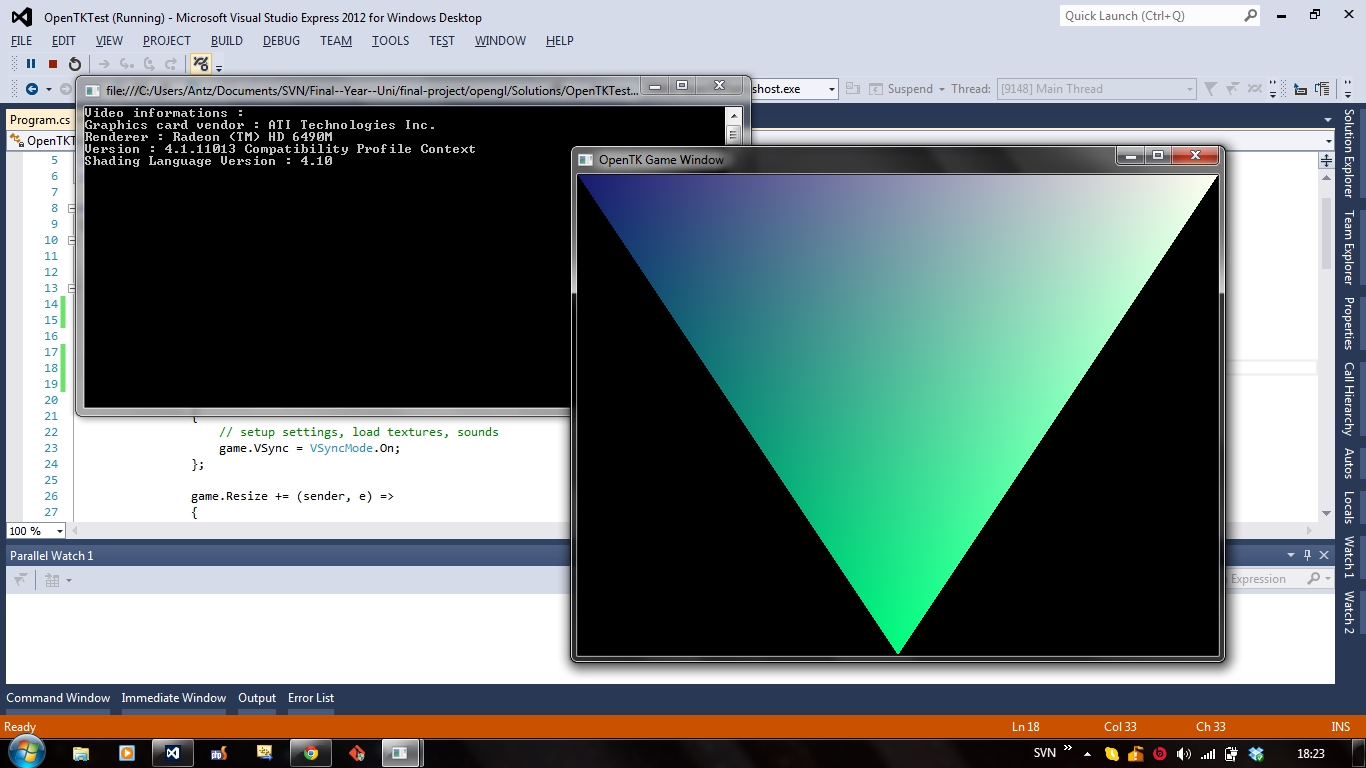 OpenTKTest (Running) - Microsoft Visual Studio Express 2012 for Windows Desktop
Quick Launch (Ctrl+Q)
FILE EDIT VIEW PROJECT BUILD DEBUG TEAM TOOLS TEST WINDOW HELP
shost.exe Suspend Thread: [9148] Main Thread
file:///C:/Users/Antz/Documents/SVN/Final--Year--Uni/final-project/opengl/Solutions/OpenTKTest...
Video informations :
Graphics card vendor : ATI Technologies Inc.
Renderer : Radeon (TM) HD 6490M
Version : 4.1.11013 Compatibility Profile Context
Shading Language Version : 4.10
OpenTK Game Window
Program.cs
OpenTKT
5
6
7
8
9
10
11
12
13
14
15
16
17
18
19
20
21 {
22 // setup settings, load textures, sounds
23 game.VSync = VSyncMode.On;
24 };
25
26 game.Resize += (sender, e) =>
27 {
100 %
Solution Explorer
Team Explorer
Properties
Call Hierarchy
Autos
Locals
Watch 1
Watch 2
Parallel Watch 1
Expression
Command Window Immediate Window Output Error List
Ready Ln 18 Col 33 Ch 33 INS
php
SVN » 18:23